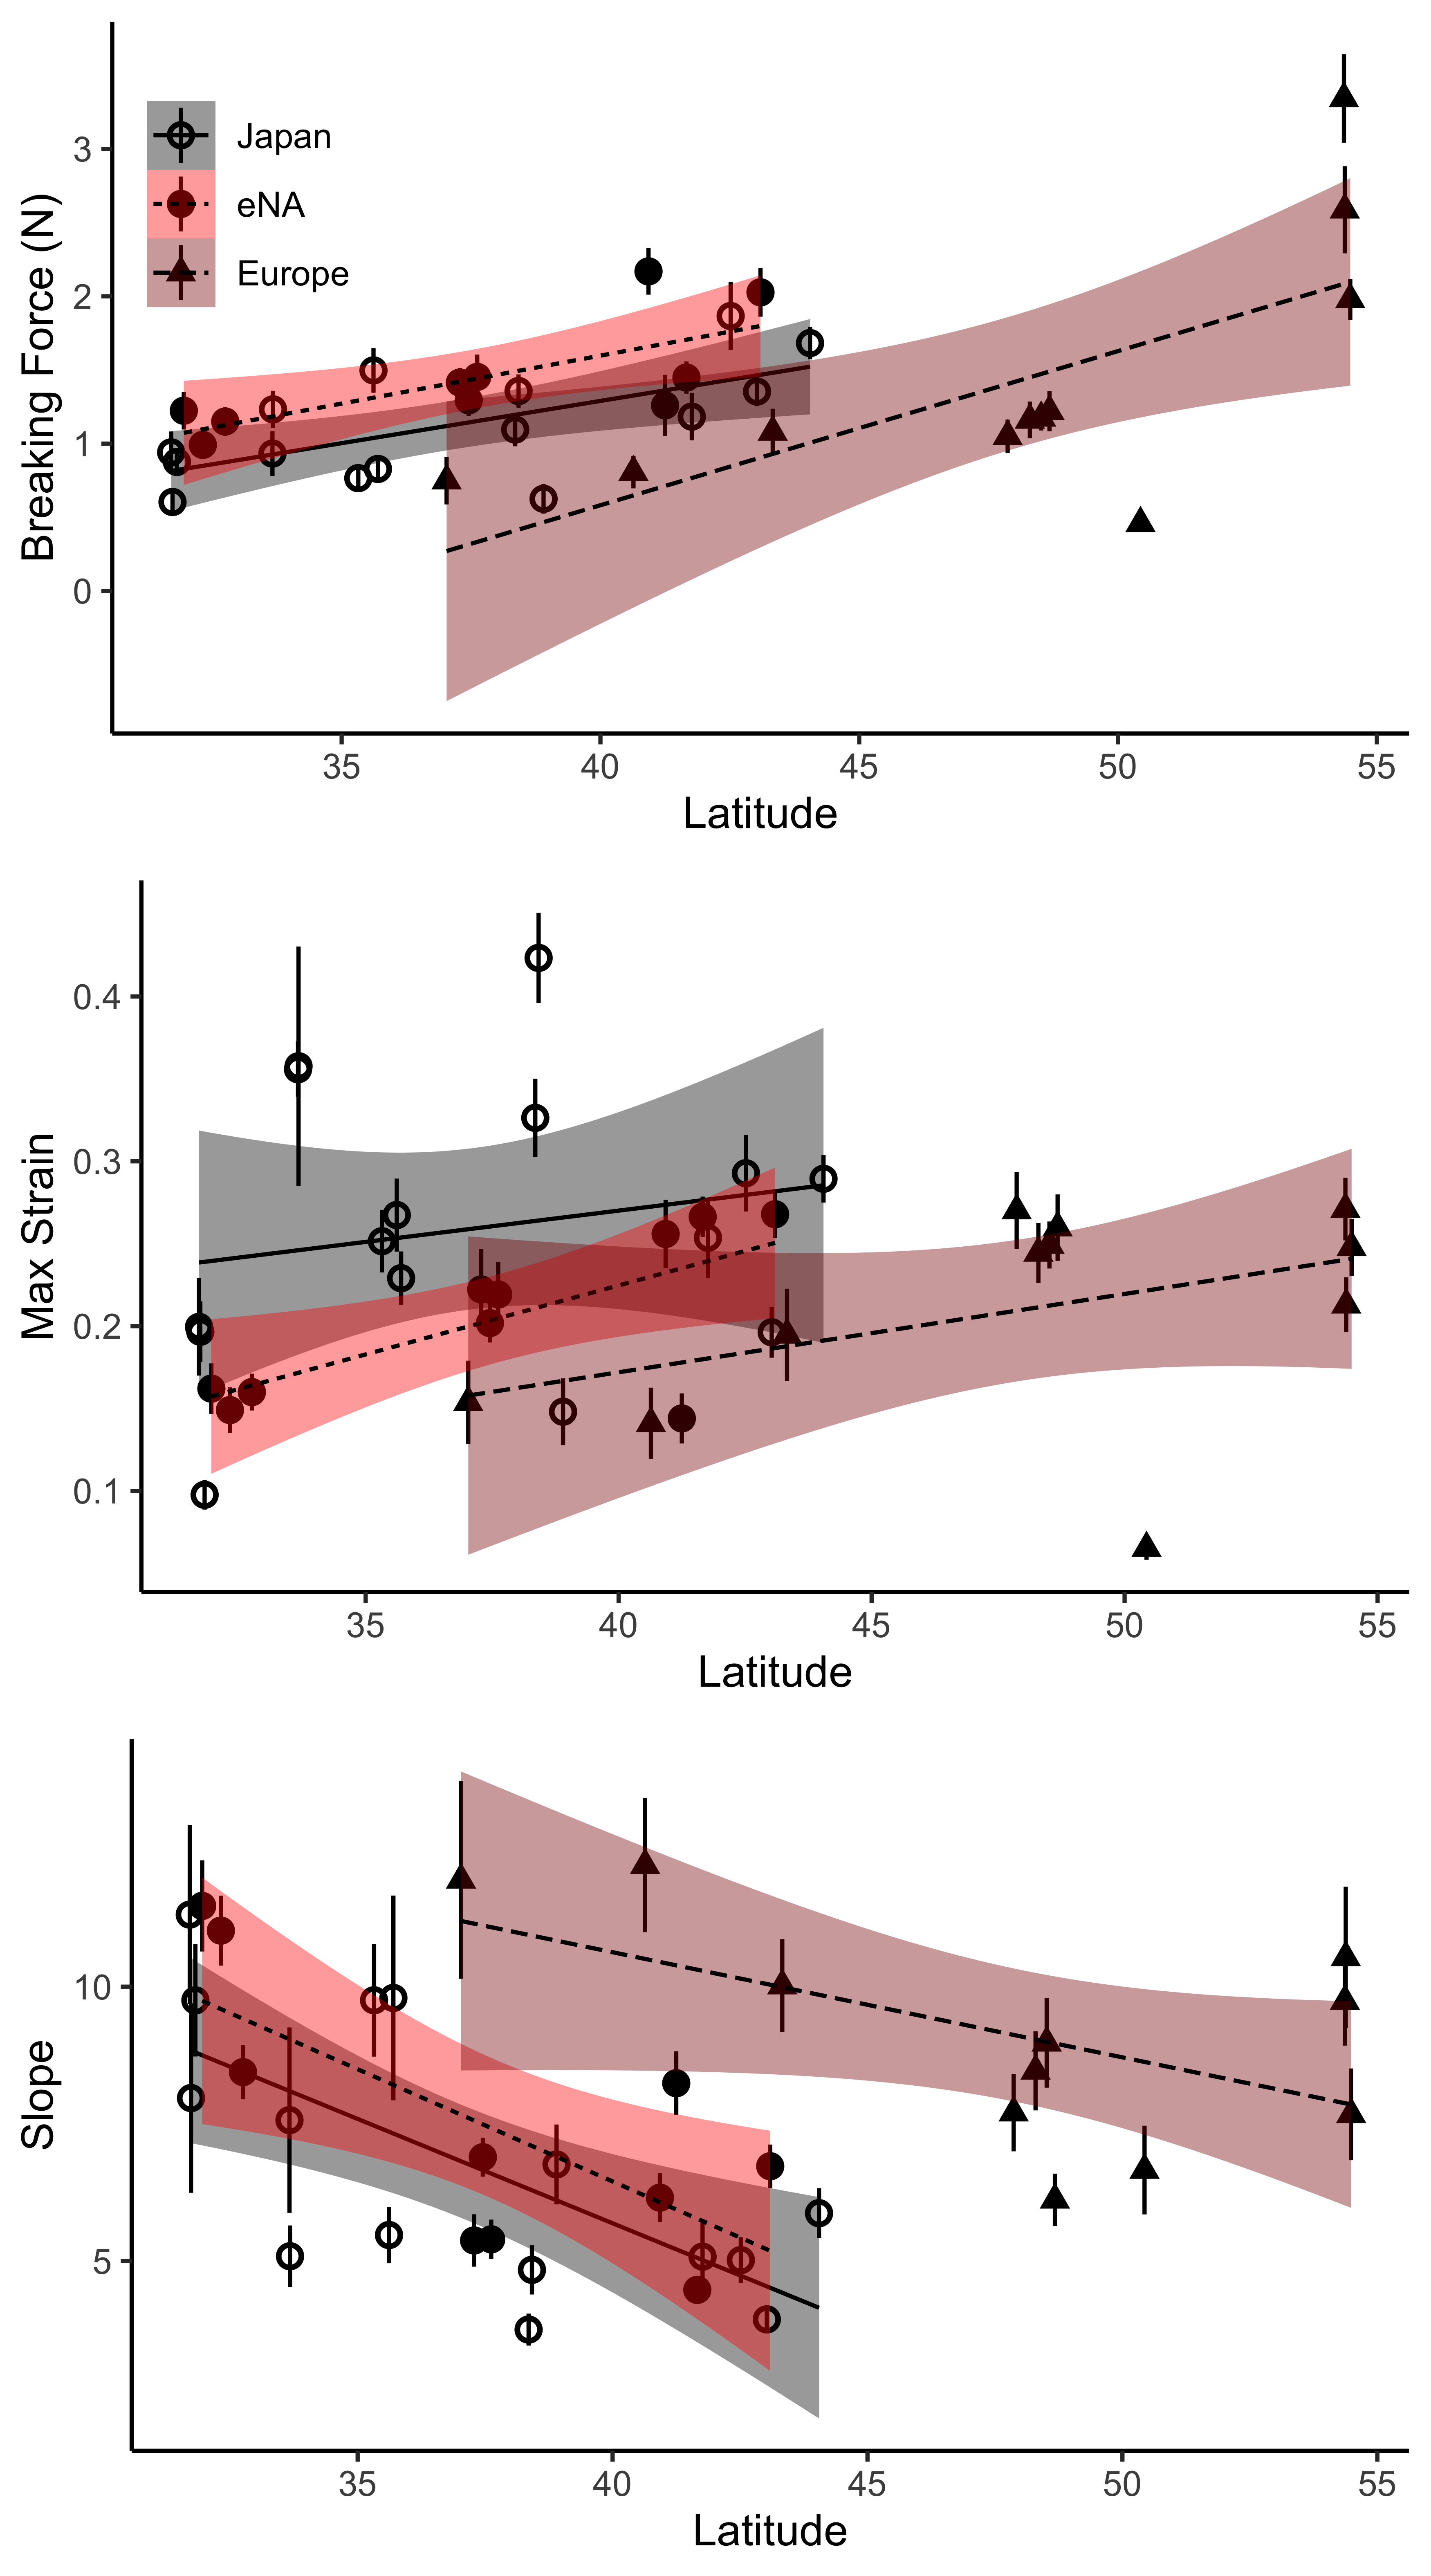 Breaking Force (N)
3
2
1
0
Japan
eNA
Europe
35 40 45 50 55
Latitude
Max Strain
0.4
0.3
0.2
0.1
35 40 45 50 55
Latitude
Slope
10
5
35 40 45 50 55
Latitude